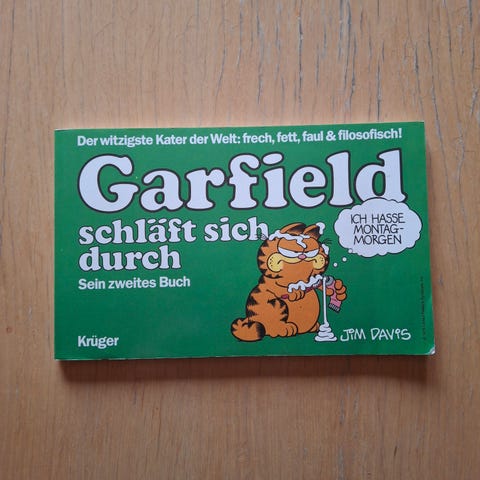 Der witzigste Kater der Welt: frech, fett, faul & filosofisch!
Garfield
schläft sich
durch
Sein zweites Buch
ICH HASSE
MONTAG-
MORGEN
JIM DAVIS
Krüger